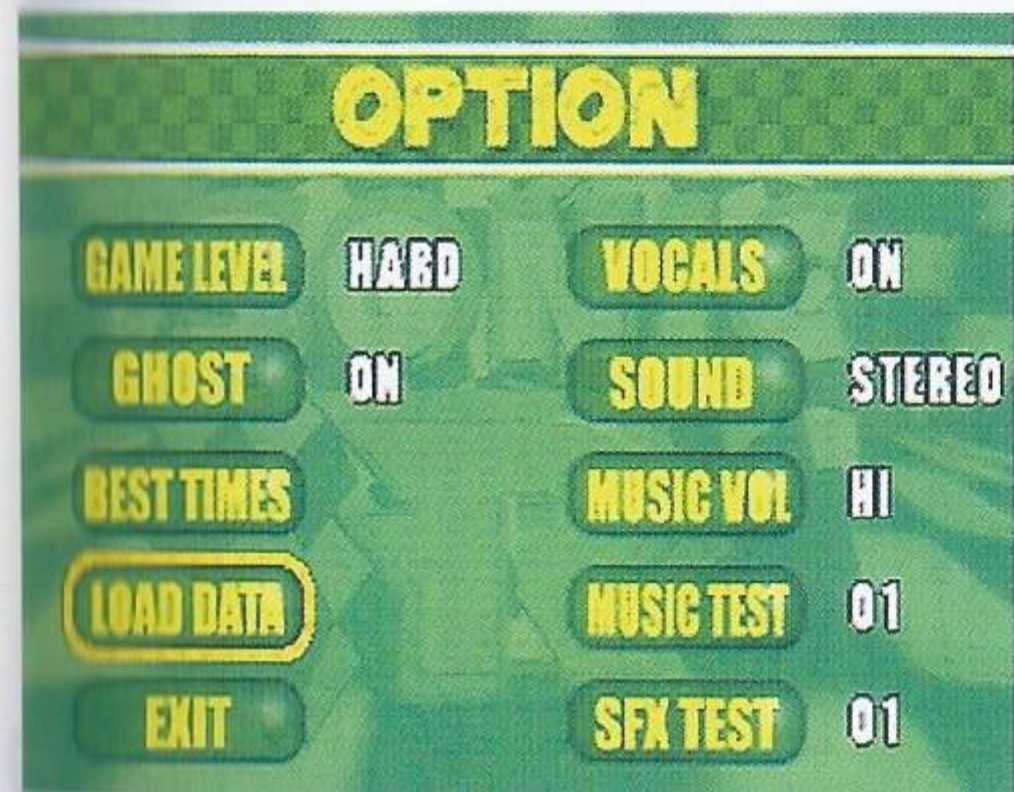 OPTION
GAME LEVEL HARD
GHOST ON
BEST TIMES
LOAD DATA
EXIT
VOCALS ON
SOUND STEREO
MUSIC VOL HI
MUSIC TEST 01
SFX TEST 01